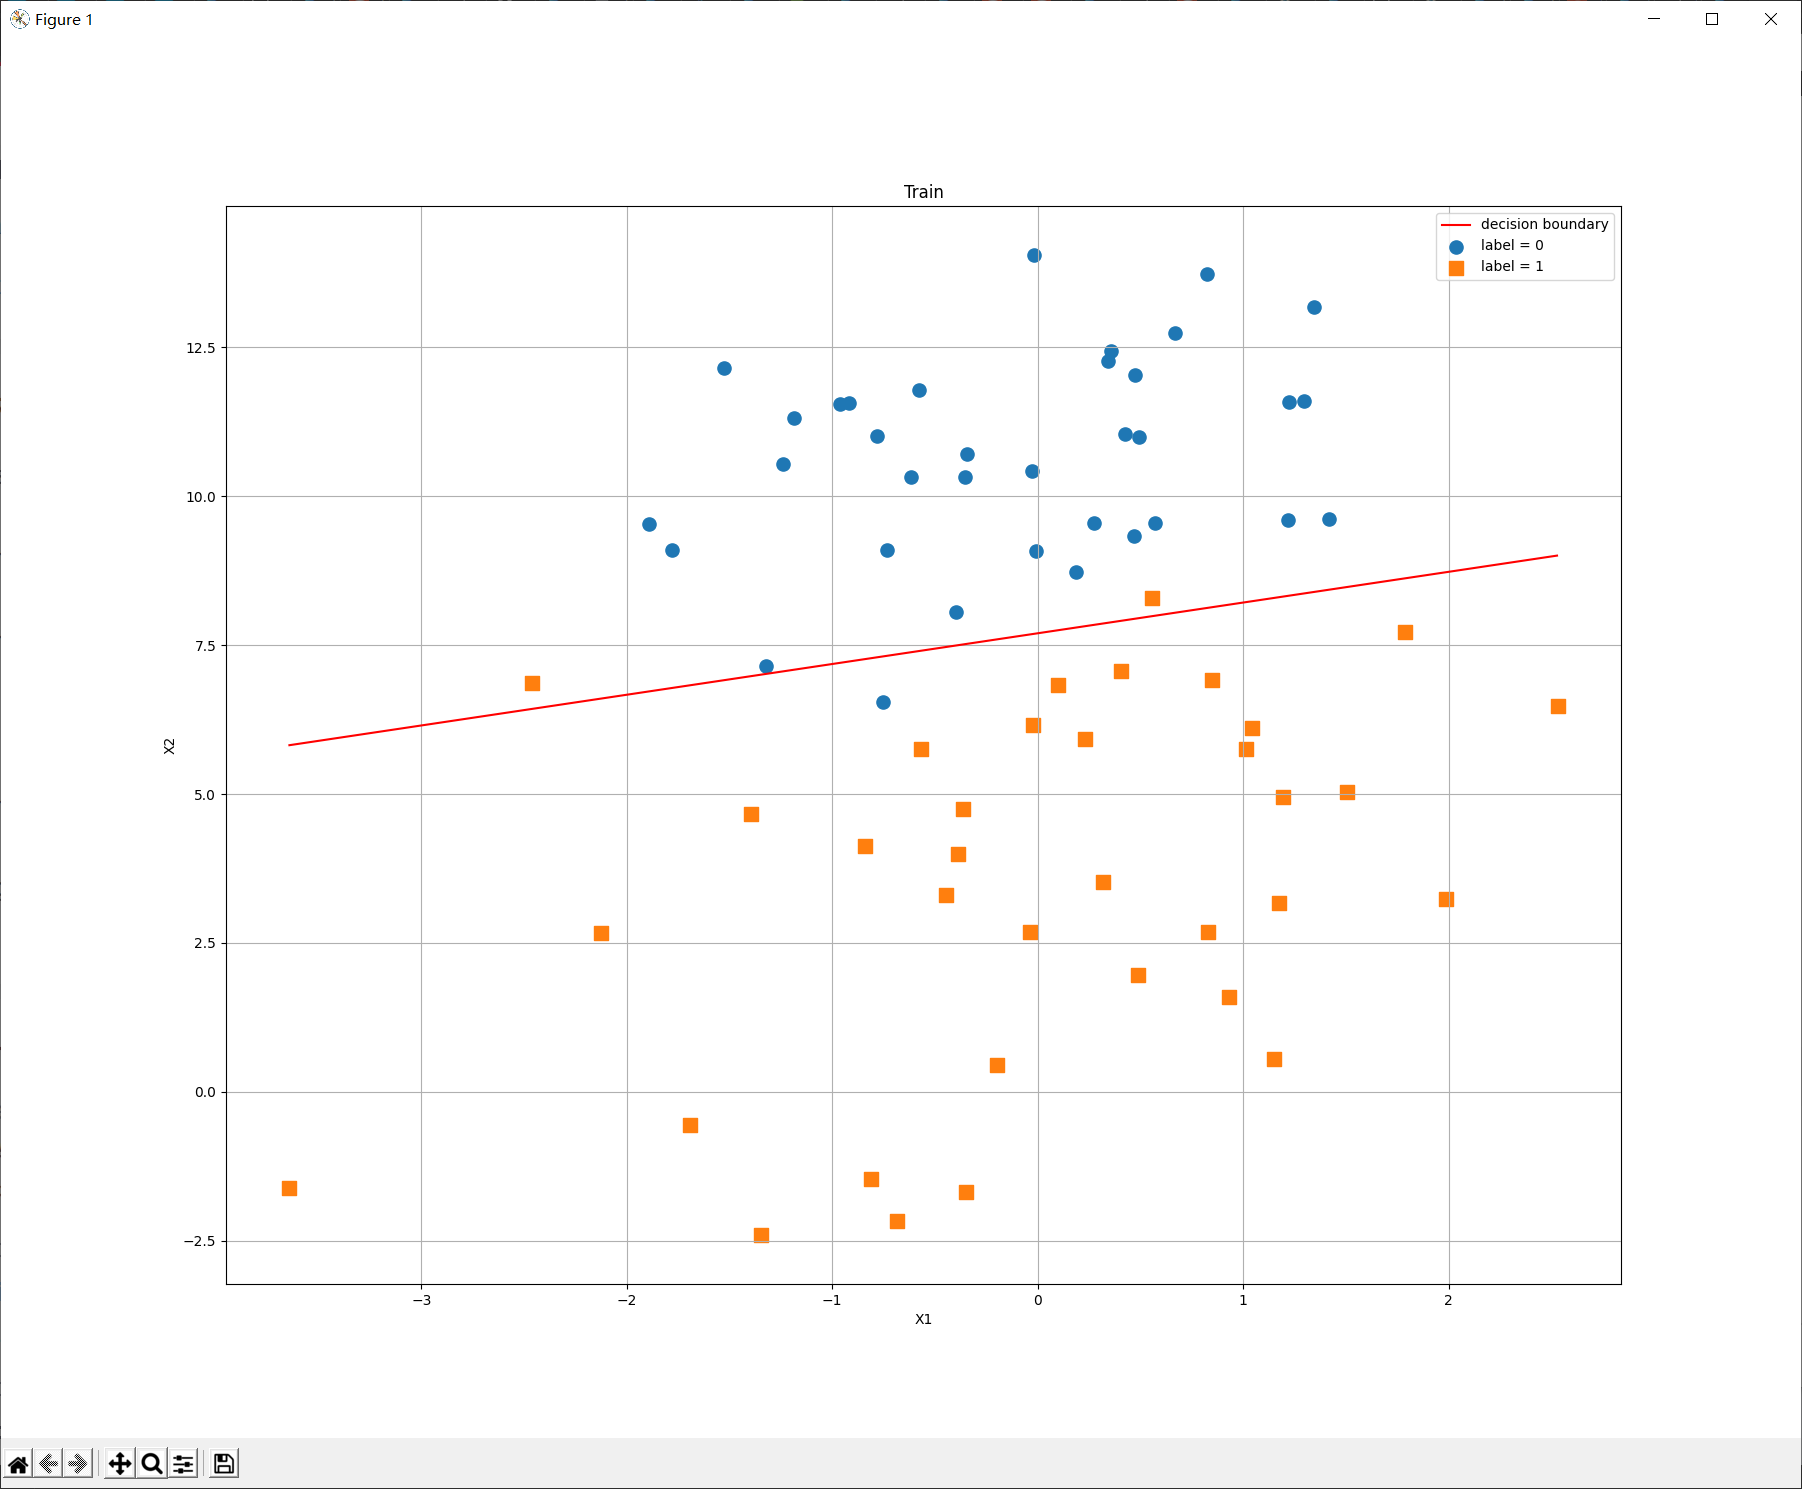 Figure 1
Train
decision boundary
label = 0
label = 1
12.5
10.0
7.5
5.0
2.5
0.0
−2.5
X2
−3 −2 −1 0 1 2
X1